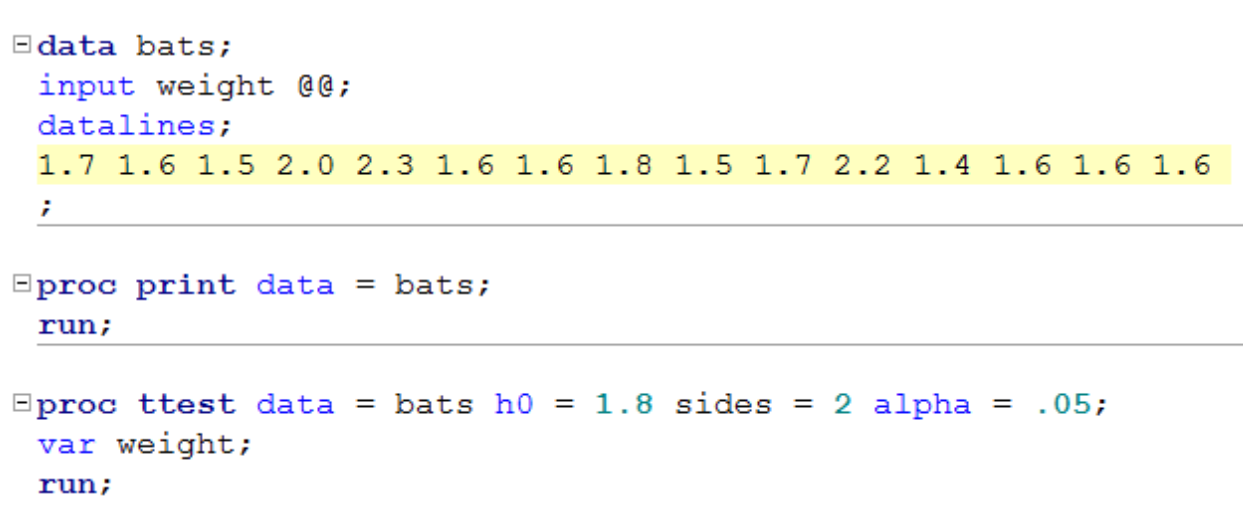 data bats;
input weight @@;
datalines;
1.7 1.6 1.5 2.0 2.3 1.6 1.6 1.8 1.5 1.7 2.2 1.4 1.6 1.6 1.6
;
proc print data = bats;
run;
proc ttest data = bats h0 = 1.8 sides = 2 alpha = .05;
var weight;
run;